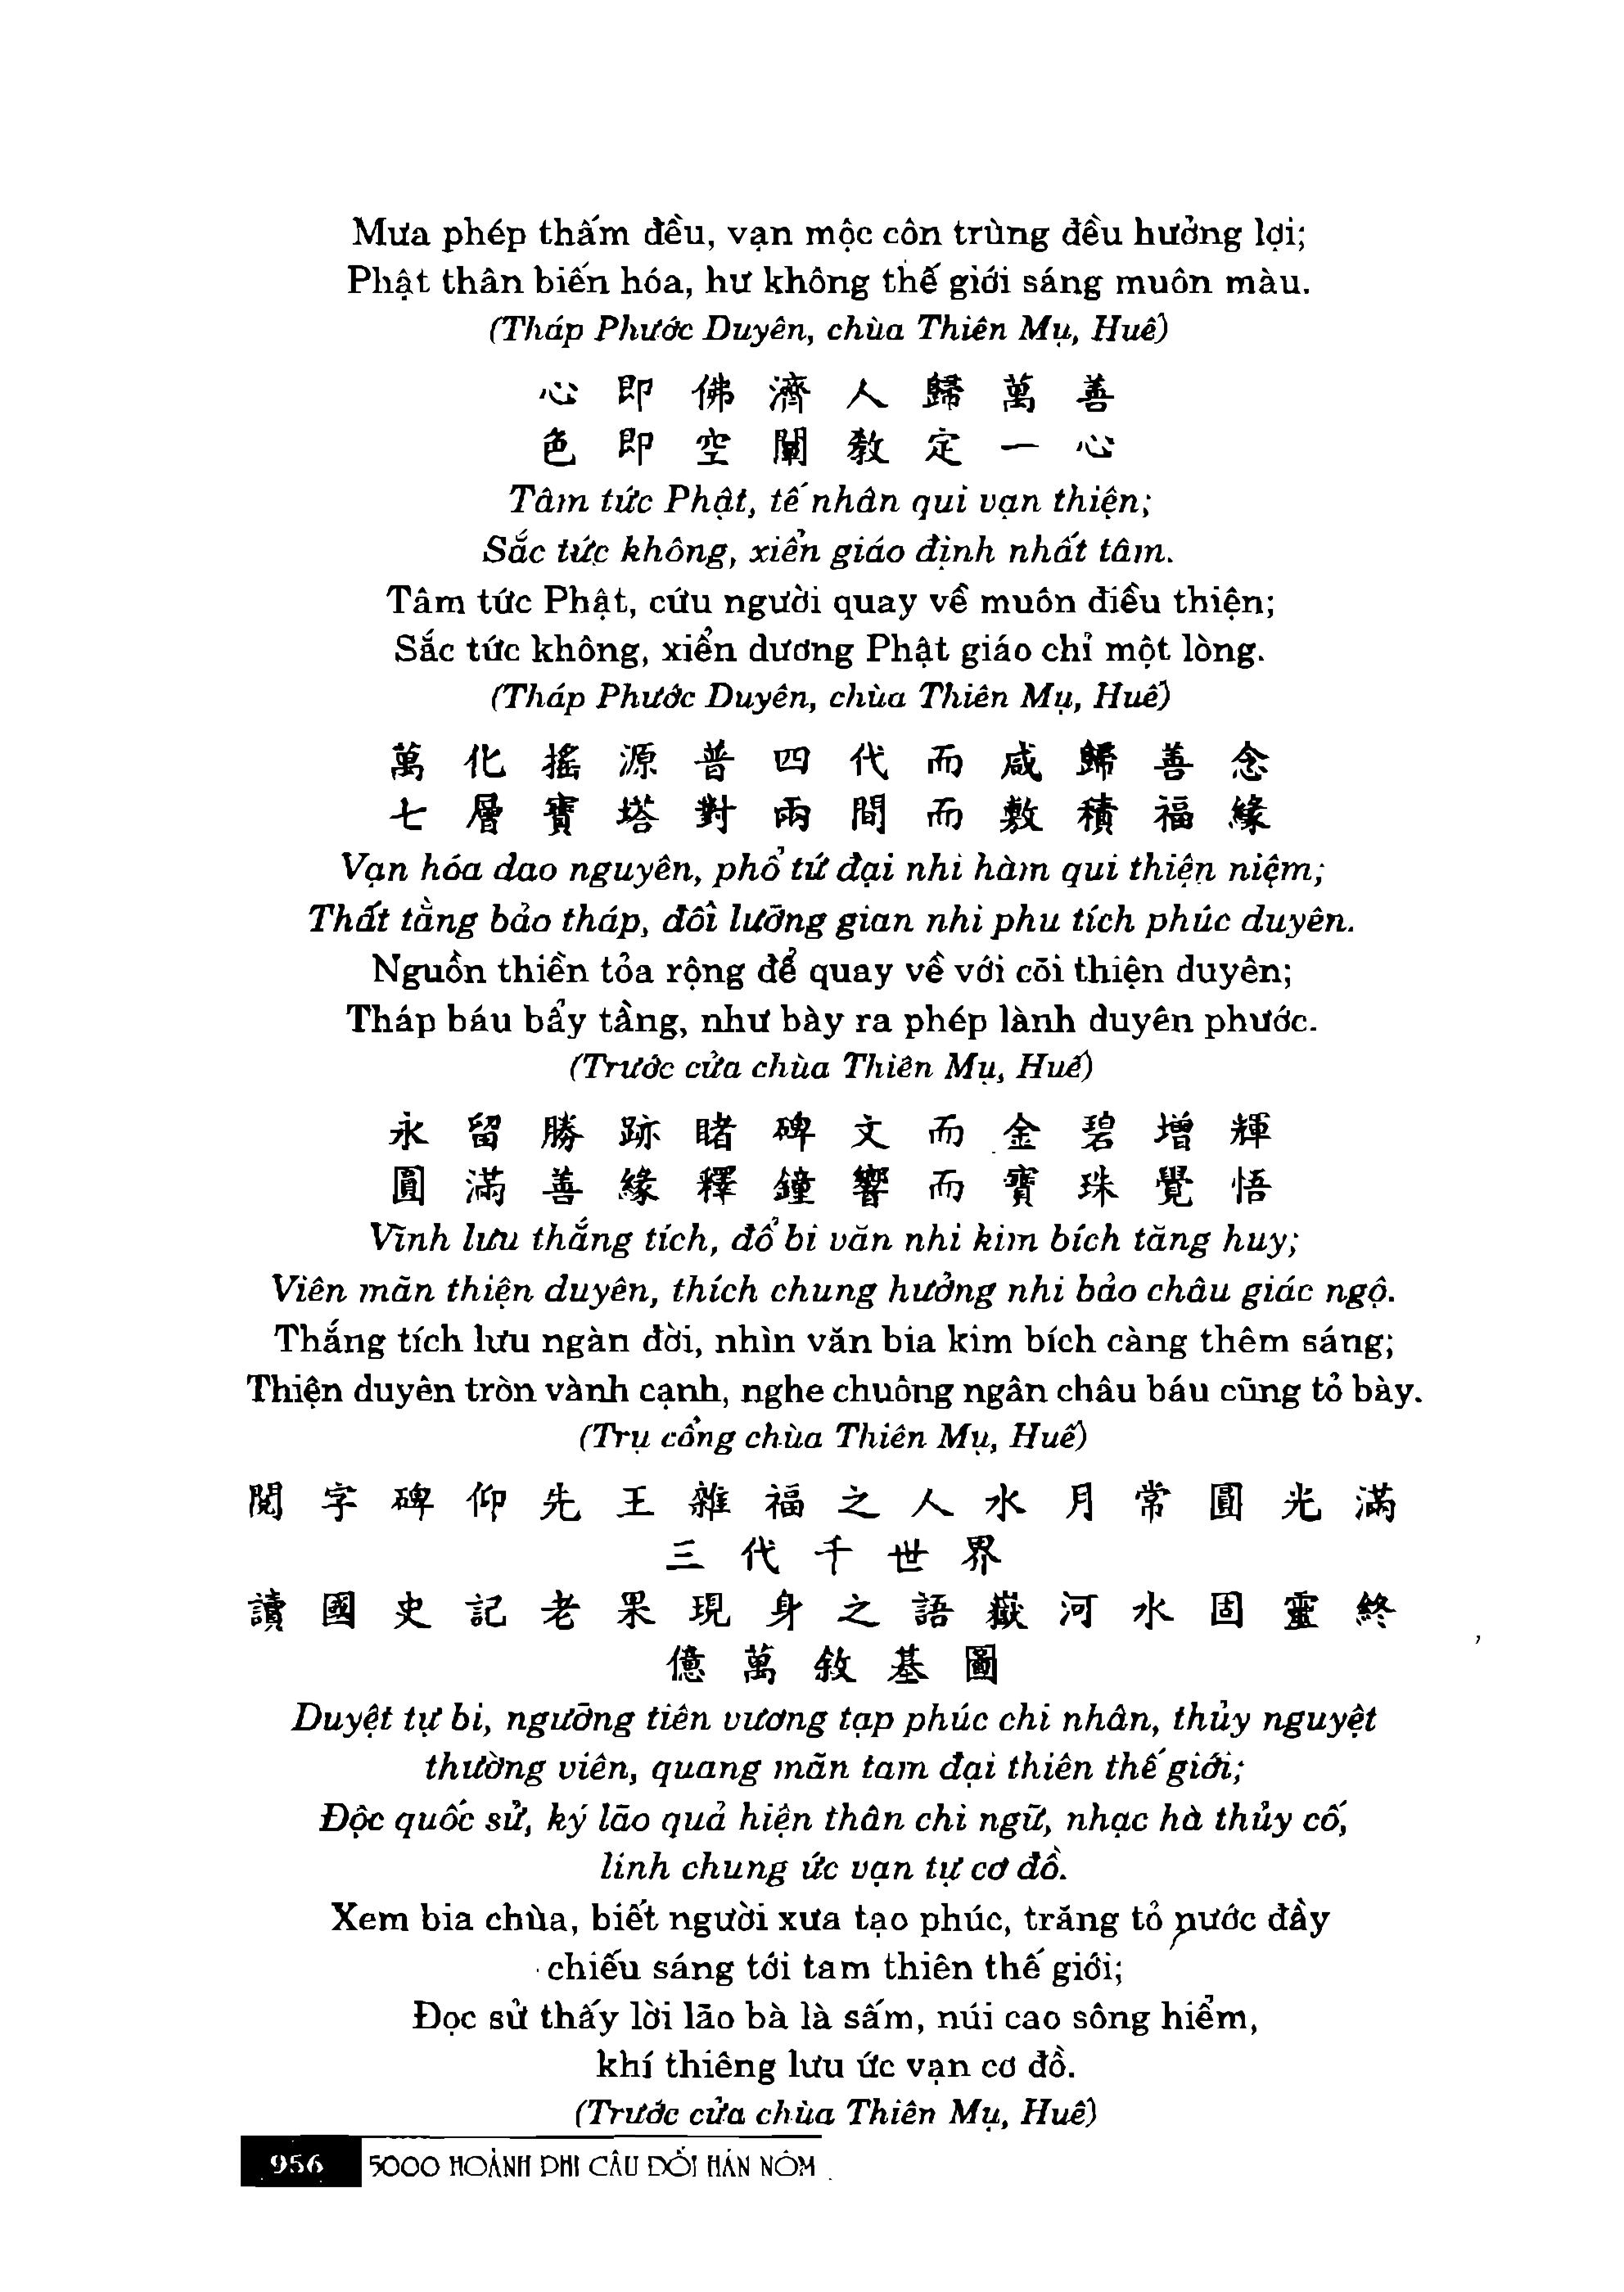 Mưa phép thấm đều, vạn mộc côn trùng đều hưởng lợi;
Phật thân biến hóa, hư không thế giới sáng muôn màu.
(Tháp Phước Duyên, chùa Thiên Mụ, Huế)
心 即 佛 濟 人 歸 萬 善
色 即 空 闡 教 定 一 心
Tâm tức Phật, tế nhân qui vạn thiện;
Sắc tức không, xiển giáo định nhất tâm.
Tâm tức Phật, cứu người quay về muôn điều thiện;
Sắc tức không, xiển dương Phật giáo chỉ một lòng.
(Tháp Phước Duyên, chùa Thiên Mụ, Huế)
萬 化 搖 源 普 四 代 而 咸 歸 善 念
七 層 寶 塔 對 兩 間 而 敷 積 福 緣
Vạn hóa dao nguyên, phổ tứ đại nhi hàm qui thiện niệm;
Thất tằng bảo tháp, đối lưỡng gian nhi phu tích phúc duyên.
Nguồn thiền tỏa rộng để quay về với cõi thiện duyên;
Tháp báu bẩy tầng, như bày ra phép lành duyên phước.
(Trước cửa chùa Thiên Mụ, Huế)
永 留 勝 跡 睹 碑 文 而 金 碧 增 輝
圓 滿 善 緣 釋 鐘 響 而 寶 珠 覺 悟
Vĩnh lưu thắng tích, đổ bi văn nhi kim bích tăng huy;
Viên mãn thiện duyên, thích chung hưởng nhi bảo châu giác ngộ.
Thắng tích lưu ngàn đời, nhìn văn bia kim bích càng thêm sáng;
Thiện duyên tròn vành cạnh, nghe chuông ngân châu báu cũng tỏ bày.
(Trụ cổng chùa Thiên Mụ, Huế)
閱 字 碑 仰 先 王 雜 福 之 人 水 月 常 圓 光 滿
三 代 千 世 界
讀 國 史 記 老 果 現 身 之 語 嶽 河 水 固 靈 終
億 萬 敘 基 圖
Duyệt tự bi, ngưỡng tiên vương tạp phúc chi nhân, thủy nguyệt
thường viên, quang mãn tam đại thiên thế giới;
Độc quốc sử, ký lão quả hiện thân chi ngữ, nhạc hà thủy cố,
linh chung ức vạn tự cơ đồ.
Xem bia chùa, biết người xưa tạo phúc, trăng tỏ nước đầy
chiếu sáng tới tam thiên thế giới;
Đọc sử thấy lời lão bà là sấm, núi cao sông hiểm,
khí thiêng lưu ức vạn cơ đồ.
(Trước cửa chùa Thiên Mụ, Huế)
956 5000 HOÀNH PHI CÂU ĐỐI HÁN NÔM